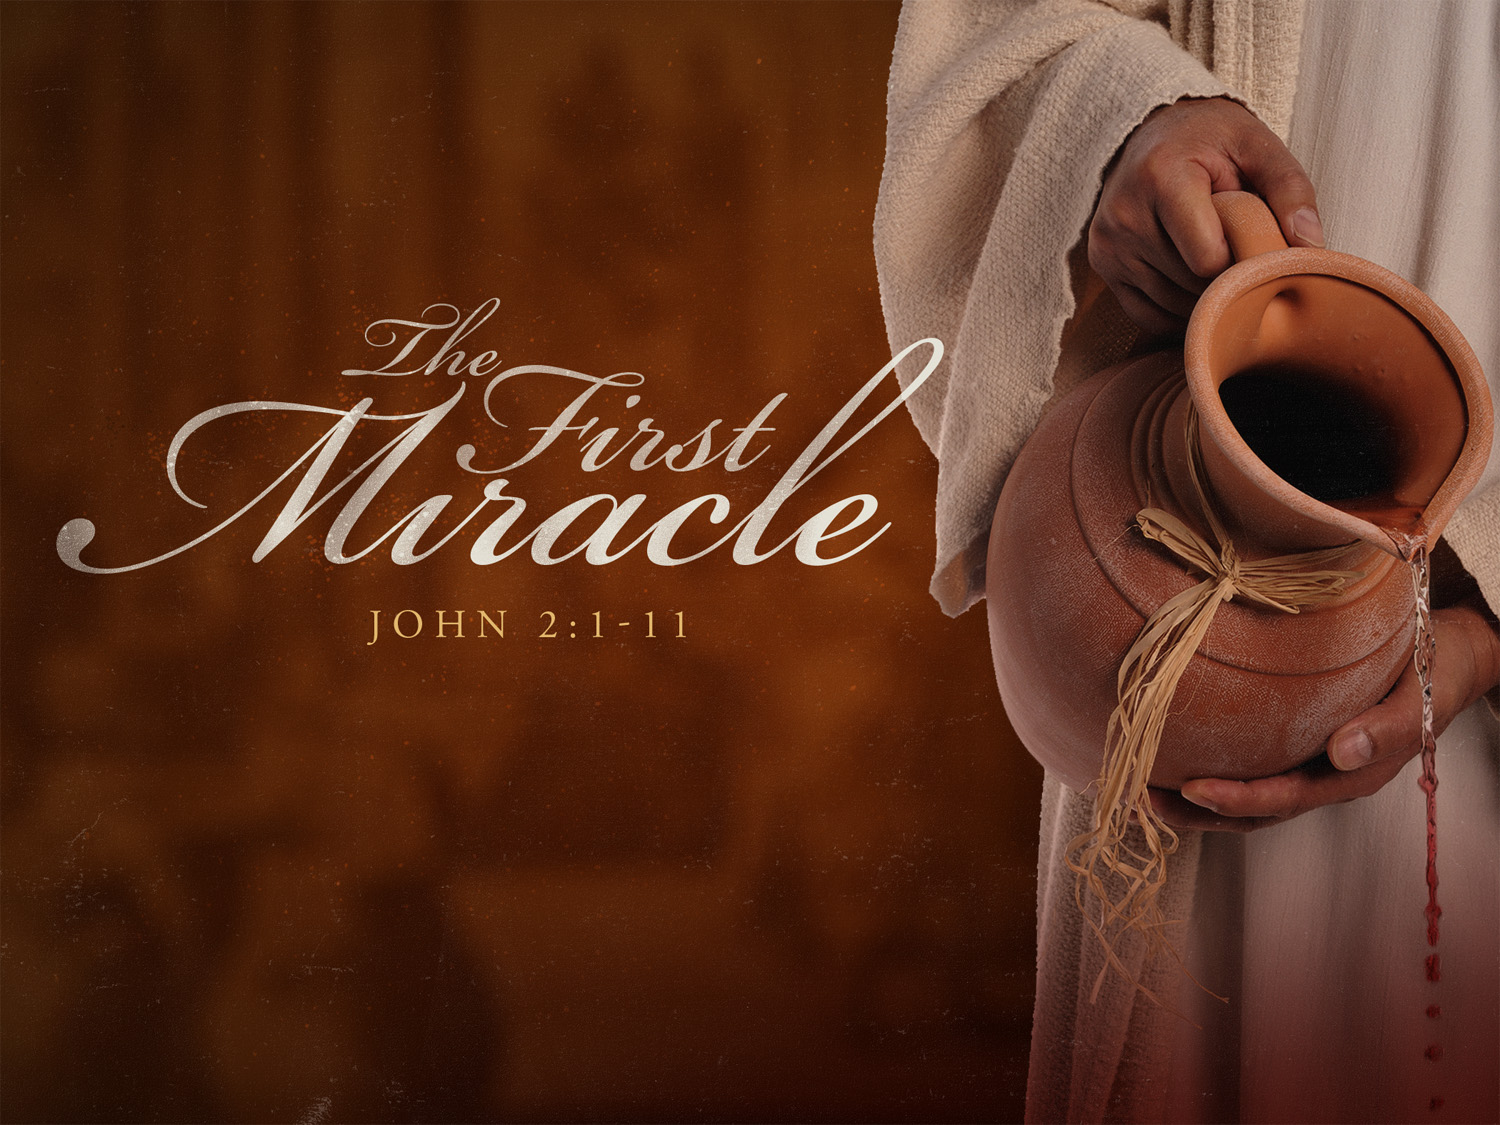 The
First
Miracle
JOHN 2:1-11